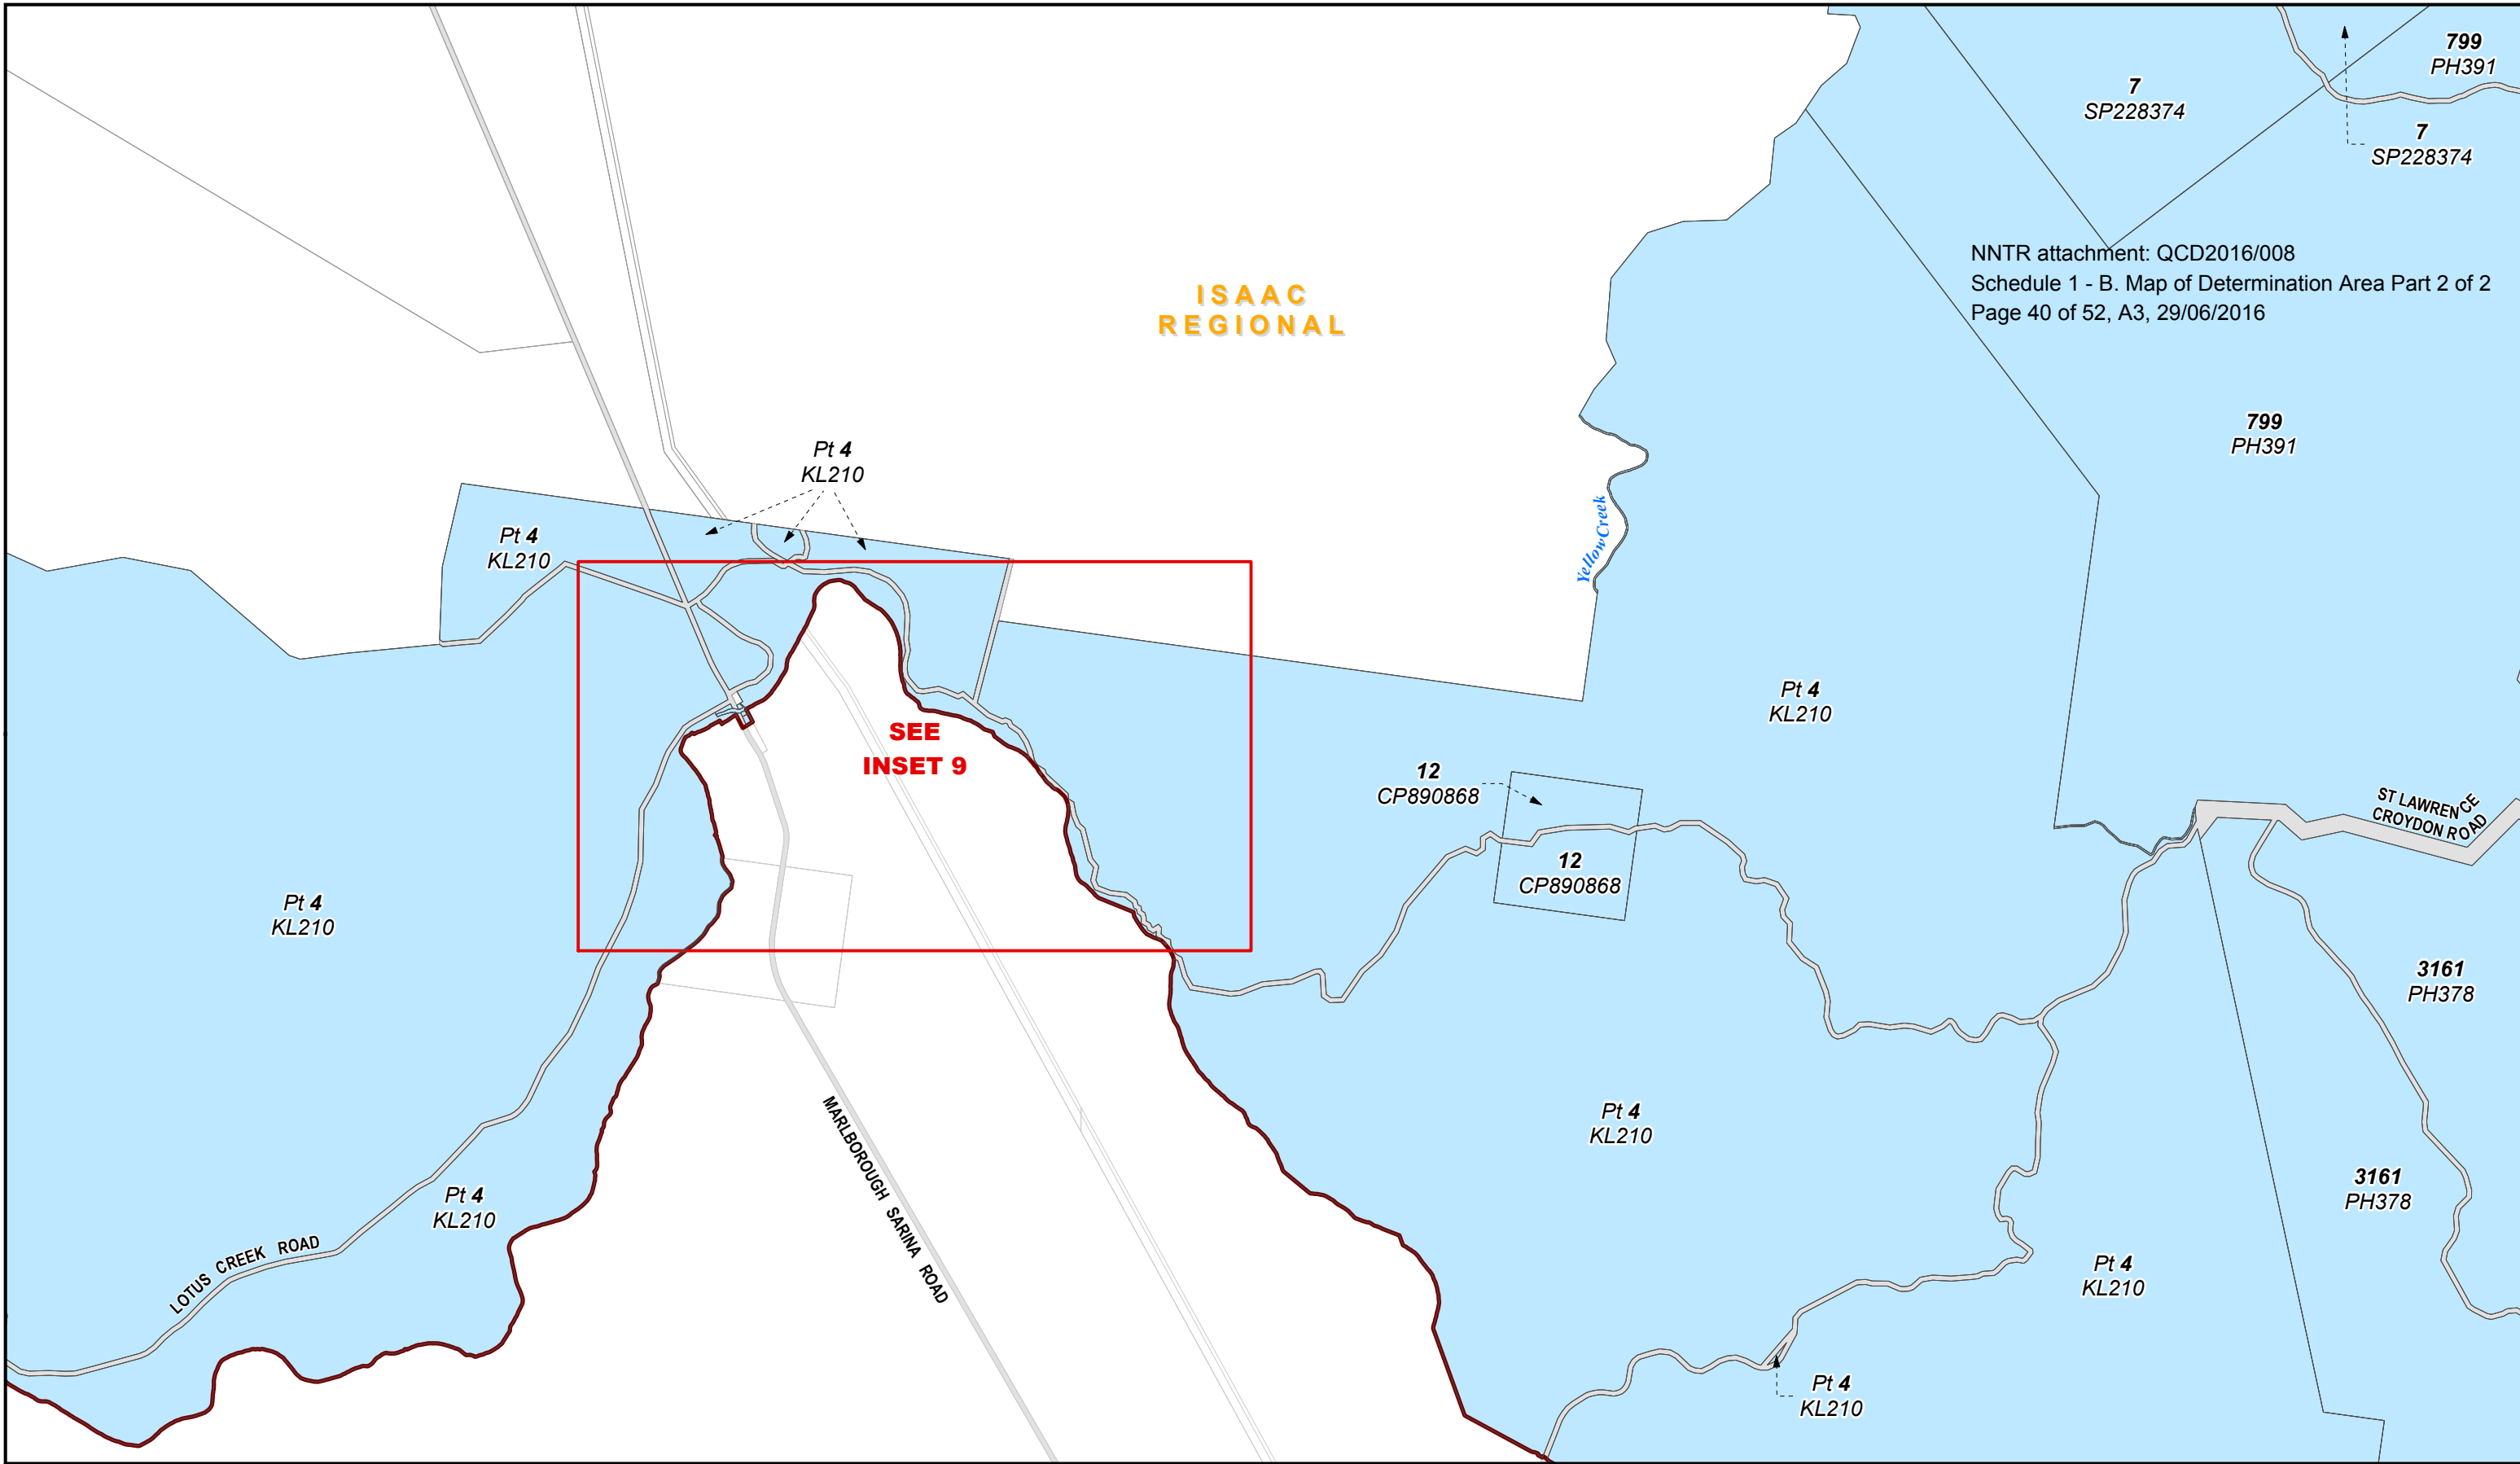 799
PH391
7
SP228374
7
SP228374
NNTR attachment: QCD2016/008
Schedule 1 - B. Map of Determination Area Part 2 of 2
Page 40 of 52, A3, 29/06/2016
ISAAC
REGIONAL
799
PH391
Pt 4
KL210
Pt 4
KL210
Yellow Creek
Pt 4
KL210
SEE
INSET 9
12
CP890868
ST LAWRENCE
CROYDON ROAD
12
CP890868
Pt 4
KL210
3161
PH378
Pt 4
KL210
MARLBOROUGH SARINA ROAD
3161
PH378
Pt 4
KL210
LOTUS CREEK ROAD
Pt 4
KL210
Pt 4
KL210